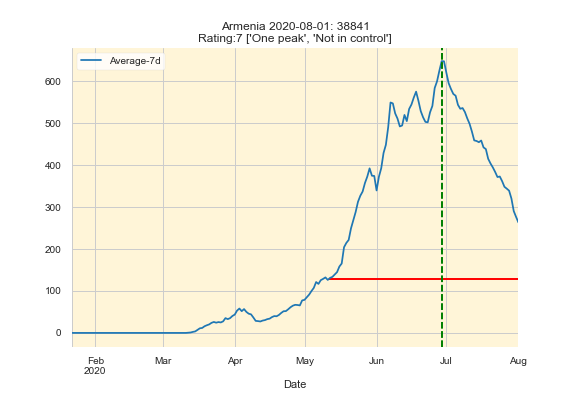 Armenia 2020-08-01: 38841
Rating:7 ['One peak', 'Not in control']
Average-7d
600
500
400
300
200
100
0
Feb Mar Apr May Jun Jul Aug
2020
Date